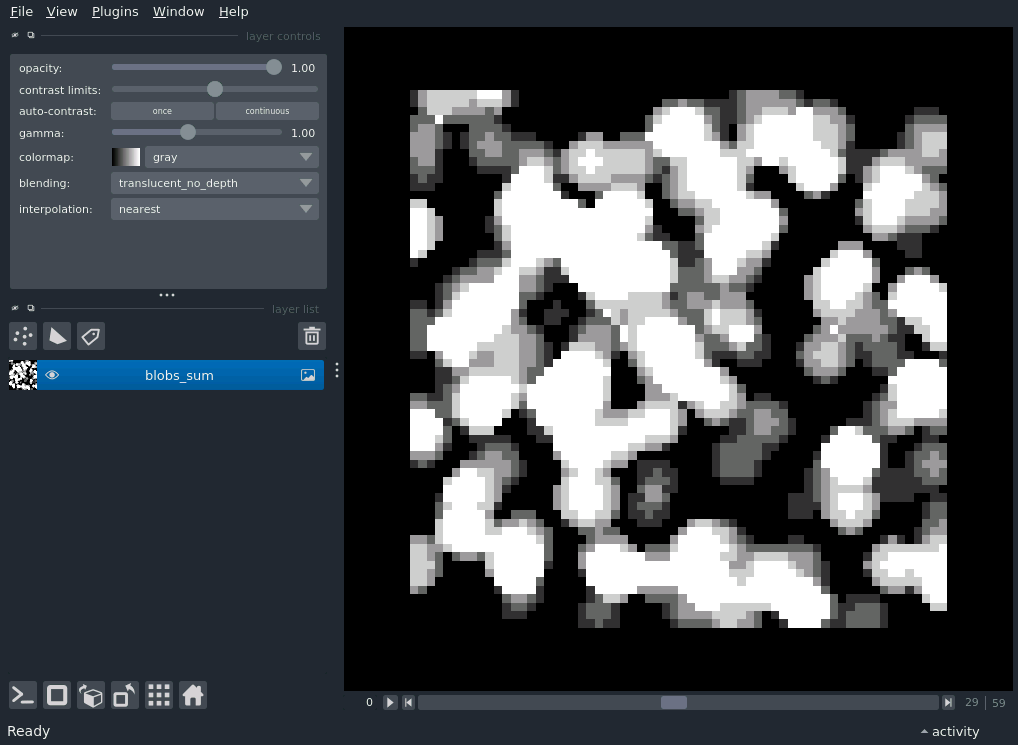 File View Plugins Window Help
layer controls
opacity: 1.00
contrast limits:
auto-contrast: once continuous
gamma: 1.00
colormap: gray
blending: translucent_no_depth
interpolation: nearest
layer list
blobs_sum
0 29 | 59
Ready activity